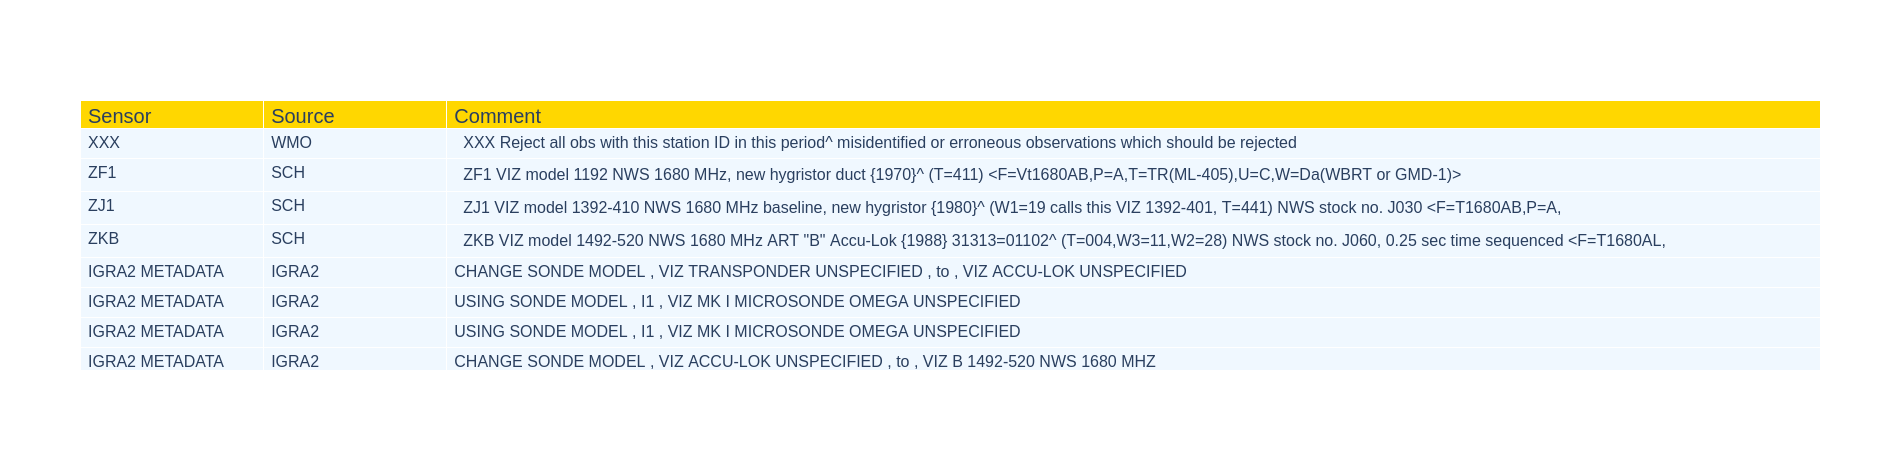 Sensor Source Comment
XXX WMO XXX Reject all obs with this station ID in this period^ misidentified or erroneous observations which should be rejected
ZF1 SCH ZF1 VIZ model 1192 NWS 1680 MHz, new hygristor duct {1970}^ (T=411) <F=Vt1680AB,P=A,T=TR(ML-405),U=C,W=Da(WBRT or GMD-1)>
ZJ1 SCH ZJ1 VIZ model 1392-410 NWS 1680 MHz baseline, new hygristor {1980}^ (W1=19 calls this VIZ 1392-401, T=441) NWS stock no. J030 <F=T1680AB,P=A,
ZKB SCH ZKB VIZ model 1492-520 NWS 1680 MHz ART "B" Accu-Lok {1988} 31313=01102^ (T=004,W3=11,W2=28) NWS stock no. J060, 0.25 sec time sequenced <F=T1680AL,
IGRA2 METADATA IGRA2 CHANGE SONDE MODEL , VIZ TRANSPONDER UNSPECIFIED , to , VIZ ACCU-LOK UNSPECIFIED
IGRA2 METADATA IGRA2 USING SONDE MODEL , I1 , VIZ MK I MICROSONDE OMEGA UNSPECIFIED
IGRA2 METADATA IGRA2 USING SONDE MODEL , I1 , VIZ MK I MICROSONDE OMEGA UNSPECIFIED
IGRA2 METADATA IGRA2 CHANGE SONDE MODEL , VIZ ACCU-LOK UNSPECIFIED , to , VIZ B 1492-520 NWS 1680 MHZ